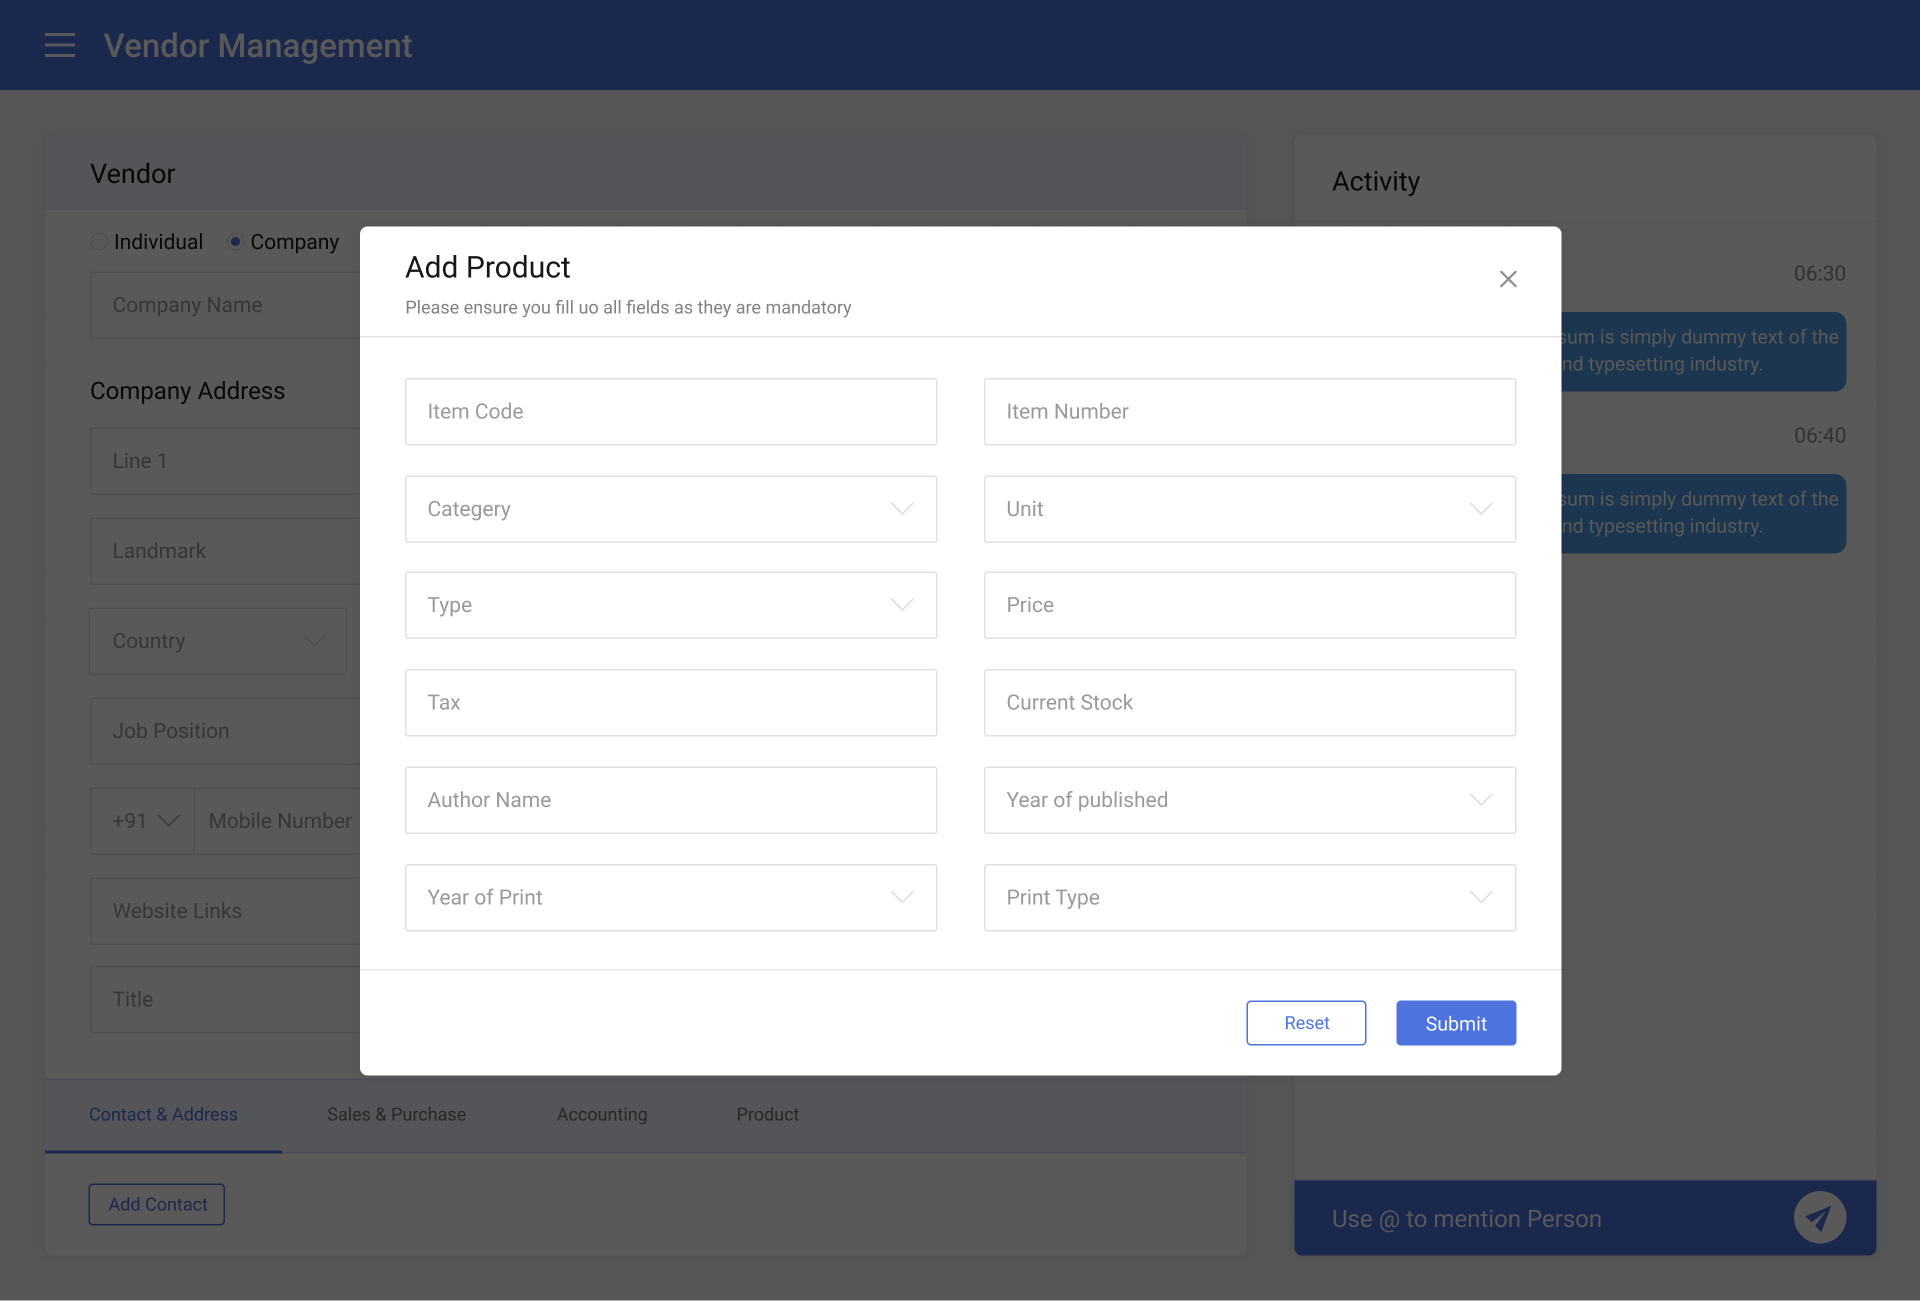 Vendor Management
Vendor
Individual
Company
Company Name
Company Address
Line 1
Landmark
Country
Job Position
+91
Mobile Number
Website Links
Title
Add Product
Please ensure you fill uo all fields as they are mandatory
Item Code
Item Number
Categery
Unit
Type
Price
Tax
Current Stock
Author Name
Year of published
Year of Print
Print Type
Reset
Submit
Contact & Address
Sales & Purchase
Accounting
Product
Add Contact
Activity
06:30
is simply dummy text of the
typesetting industry.
06:40
is simply dummy text of the
typesetting industry.
Use @ to mention Person